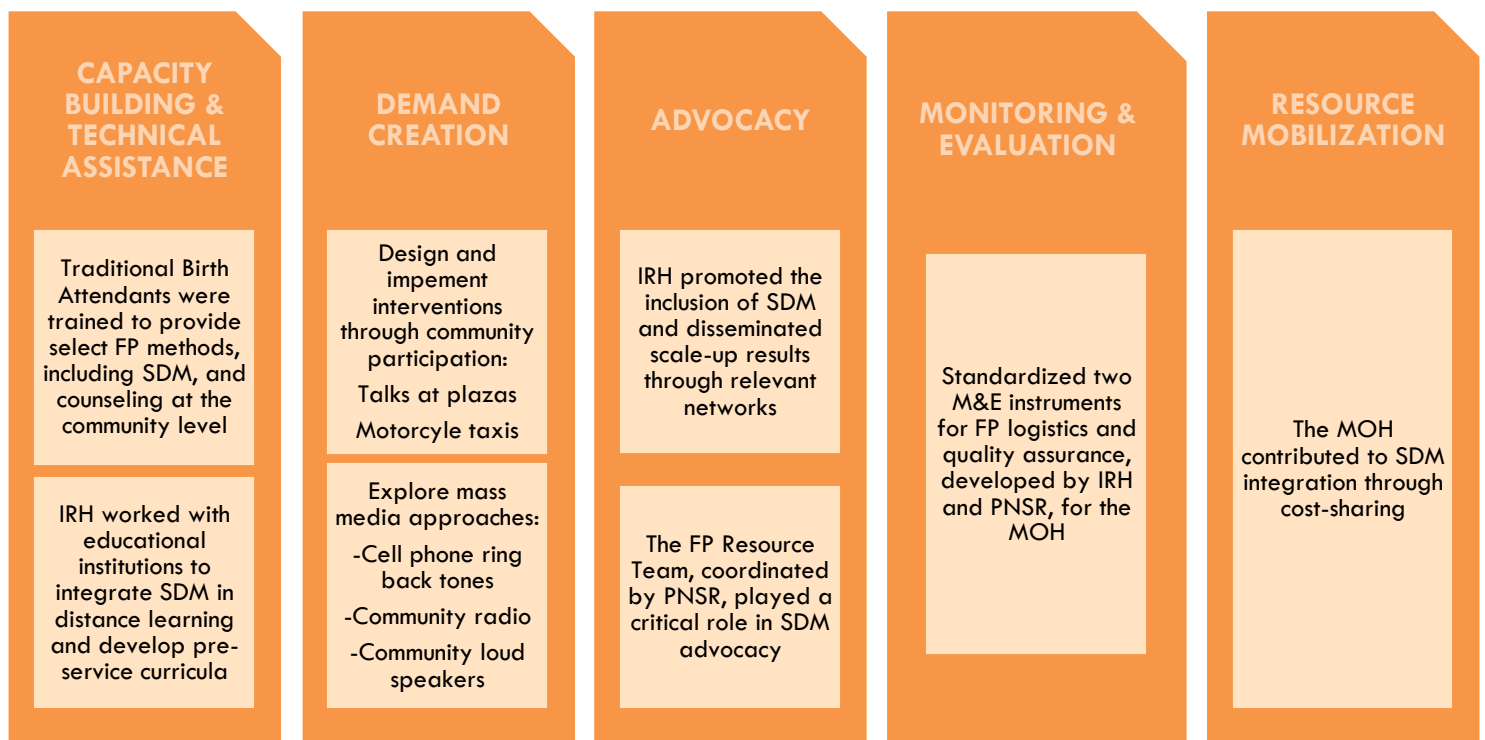 CAPACITY
BUILDING &
TECHNICAL
ASSISTANCE
Traditional Birth
Attendants were
trained to provide
select FP methods,
including SDM, and
counseling at the
community level
IRH worked with
educational
institutions to
integrate SDM in
distance learning
and develop pre-
service curricula
DEMAND
CREATION
Design and
impement
interventions
through community
participation:
Talks at plazas
Motorcyle taxis
Explore mass
media approaches:
-Cell phone ring
back tones
-Community radio
-Community loud
speakers
ADVOCACY
IRH promoted the
inclusion of SDM
and disseminated
scale-up results
through relevant
networks
The FP Resource
Team, coordinated
by PNSR, played a
critical role in SDM
advocacy
MONITORING &
EVALUATION
Standardized two
M&E instruments
for FP logistics and
quality assurance,
developed by IRH
and PNSR, for the
MOH
RESOURCE
MOBILIZATION
The MOH
contributed to SDM
integration through
cost-sharing